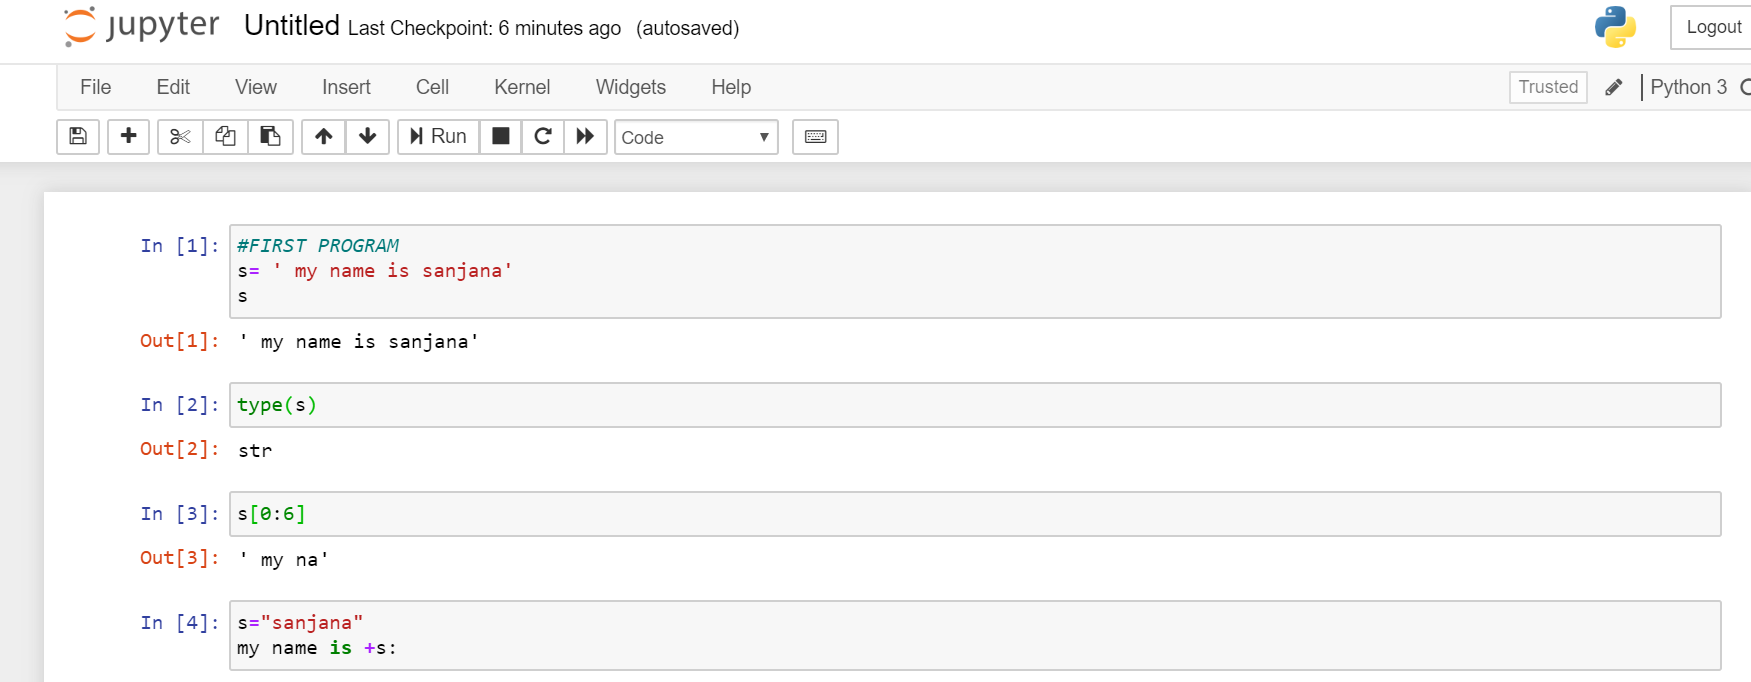 jupyter Untitled Last Checkpoint: 6 minutes ago (autosaved) Logout
File Edit View Insert Cell Kernel Widgets Help Trusted Python 3
Run Code
In [1]: #FIRST PROGRAM
s= ' my name is sanjana'
s
Out[1]: ' my name is sanjana'
In [2]: type(s)
Out[2]: str
In [3]: s[0:6]
Out[3]: ' my na'
In [4]: s="sanjana"
my name is +s: